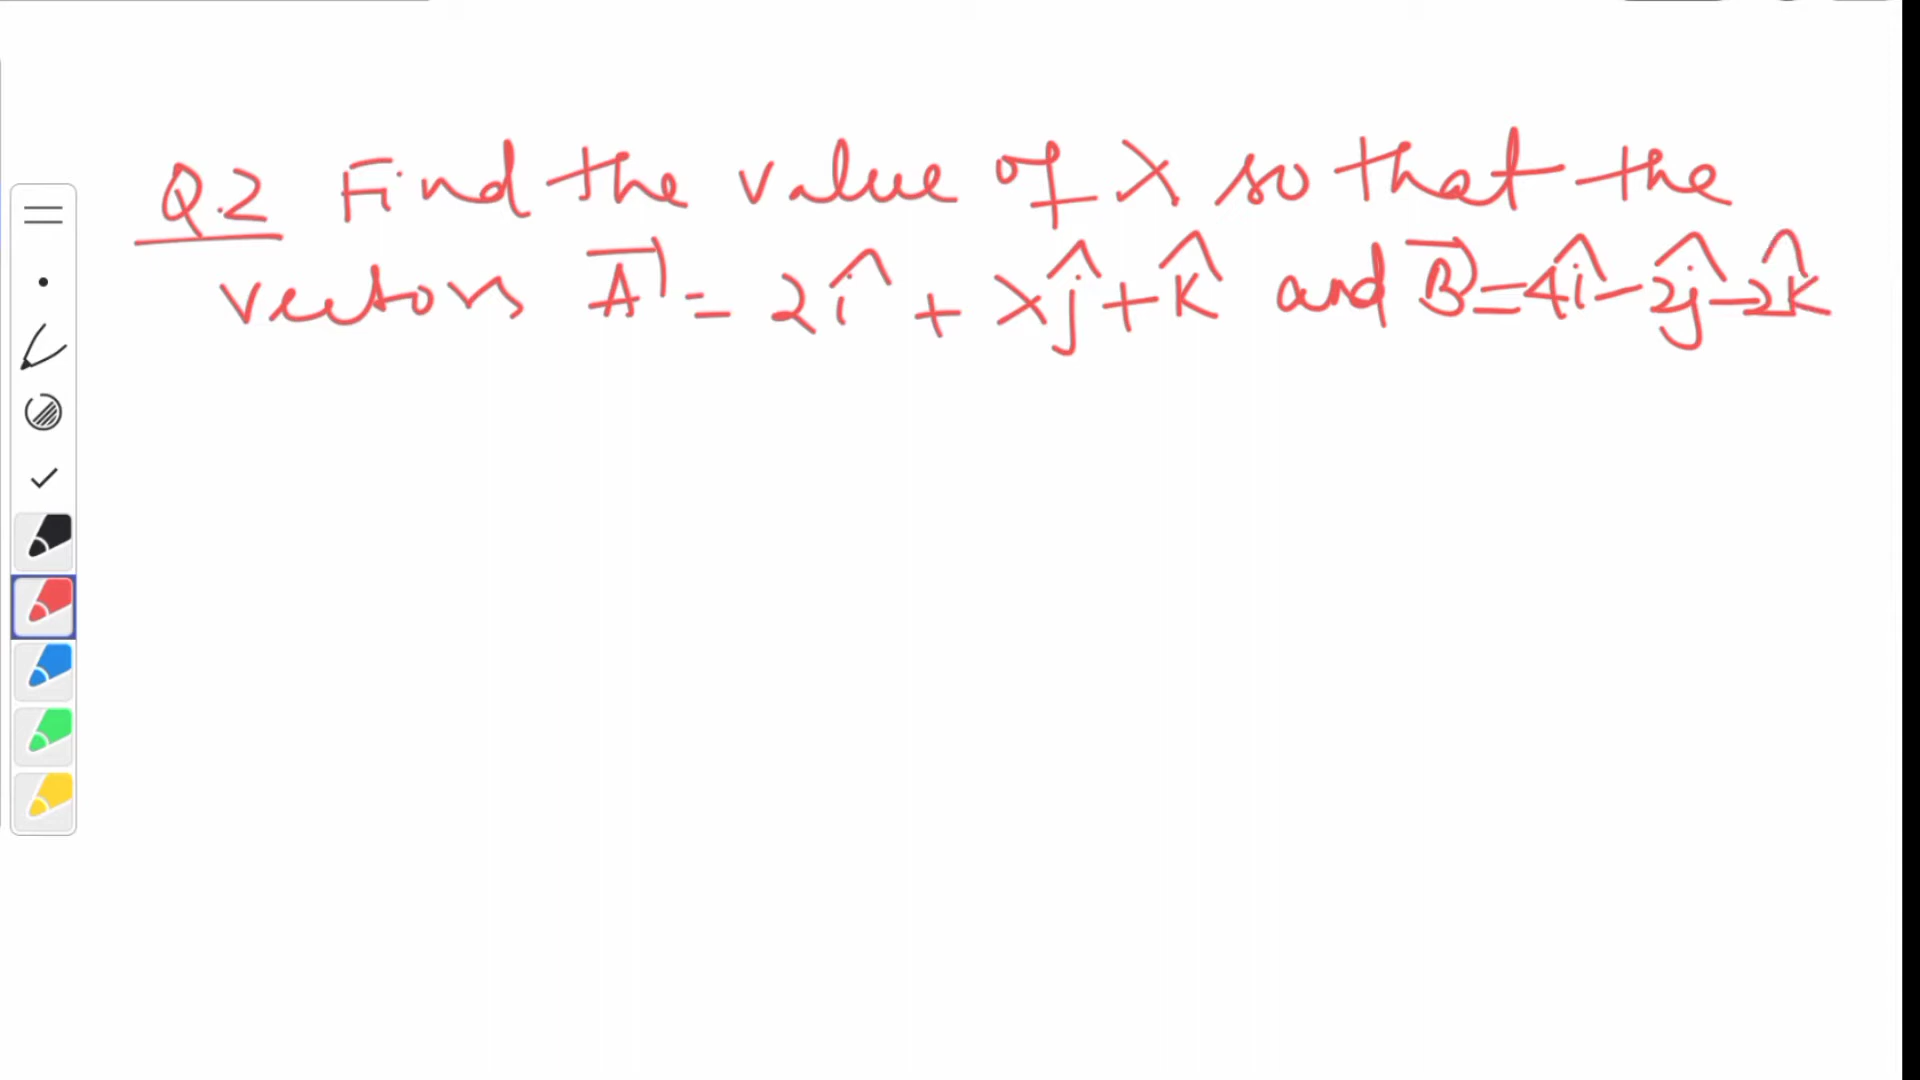 Q.2 Find the value of x so that the
vectors A⃗ = 2î + xĵ + k̂ and B⃗ = 4î - 2ĵ - 2k̂